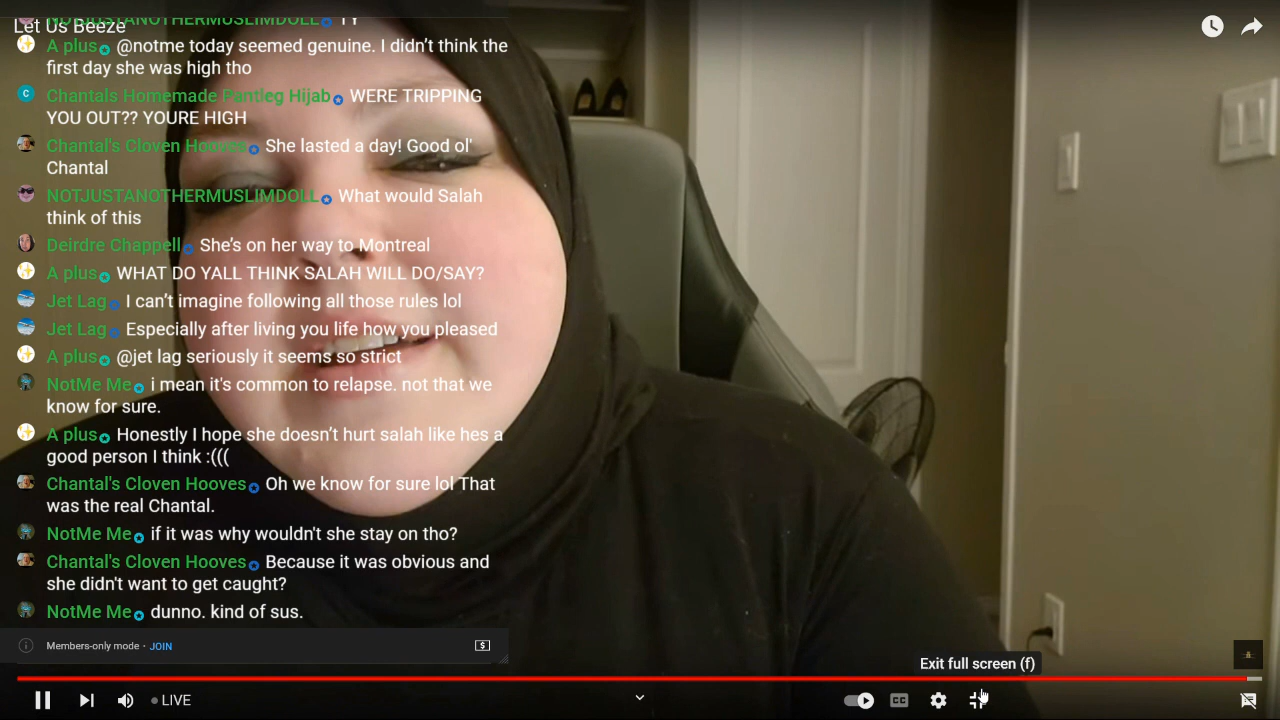 Let Us Beeze
NOTJUSTANOTHERMUSLIMDOLL TY
A plus @notme today seemed genuine. I didn’t think the
first day she was high tho
C Chantals Homemade Pantleg Hijab WERE TRIPPING
YOU OUT?? YOURE HIGH
Chantal's Cloven Hooves She lasted a day! Good ol'
Chantal
NOTJUSTANOTHERMUSLIMDOLL What would Salah
think of this
Deirdre Chappell She’s on her way to Montreal
A plus WHAT DO YALL THINK SALAH WILL DO/SAY?
Jet Lag I can’t imagine following all those rules lol
Jet Lag Especially after living you life how you pleased
A plus @jet lag seriously it seems so strict
NotMe Me i mean it's common to relapse. not that we
know for sure.
A plus Honestly I hope she doesn’t hurt salah like hes a
good person I think :(((
Chantal's Cloven Hooves Oh we know for sure lol That
was the real Chantal.
NotMe Me if it was why wouldn't she stay on tho?
Chantal's Cloven Hooves Because it was obvious and
she didn't want to get caught?
NotMe Me dunno. kind of sus.
Members-only mode · JOIN $
Exit full screen (f)
LIVE
CC